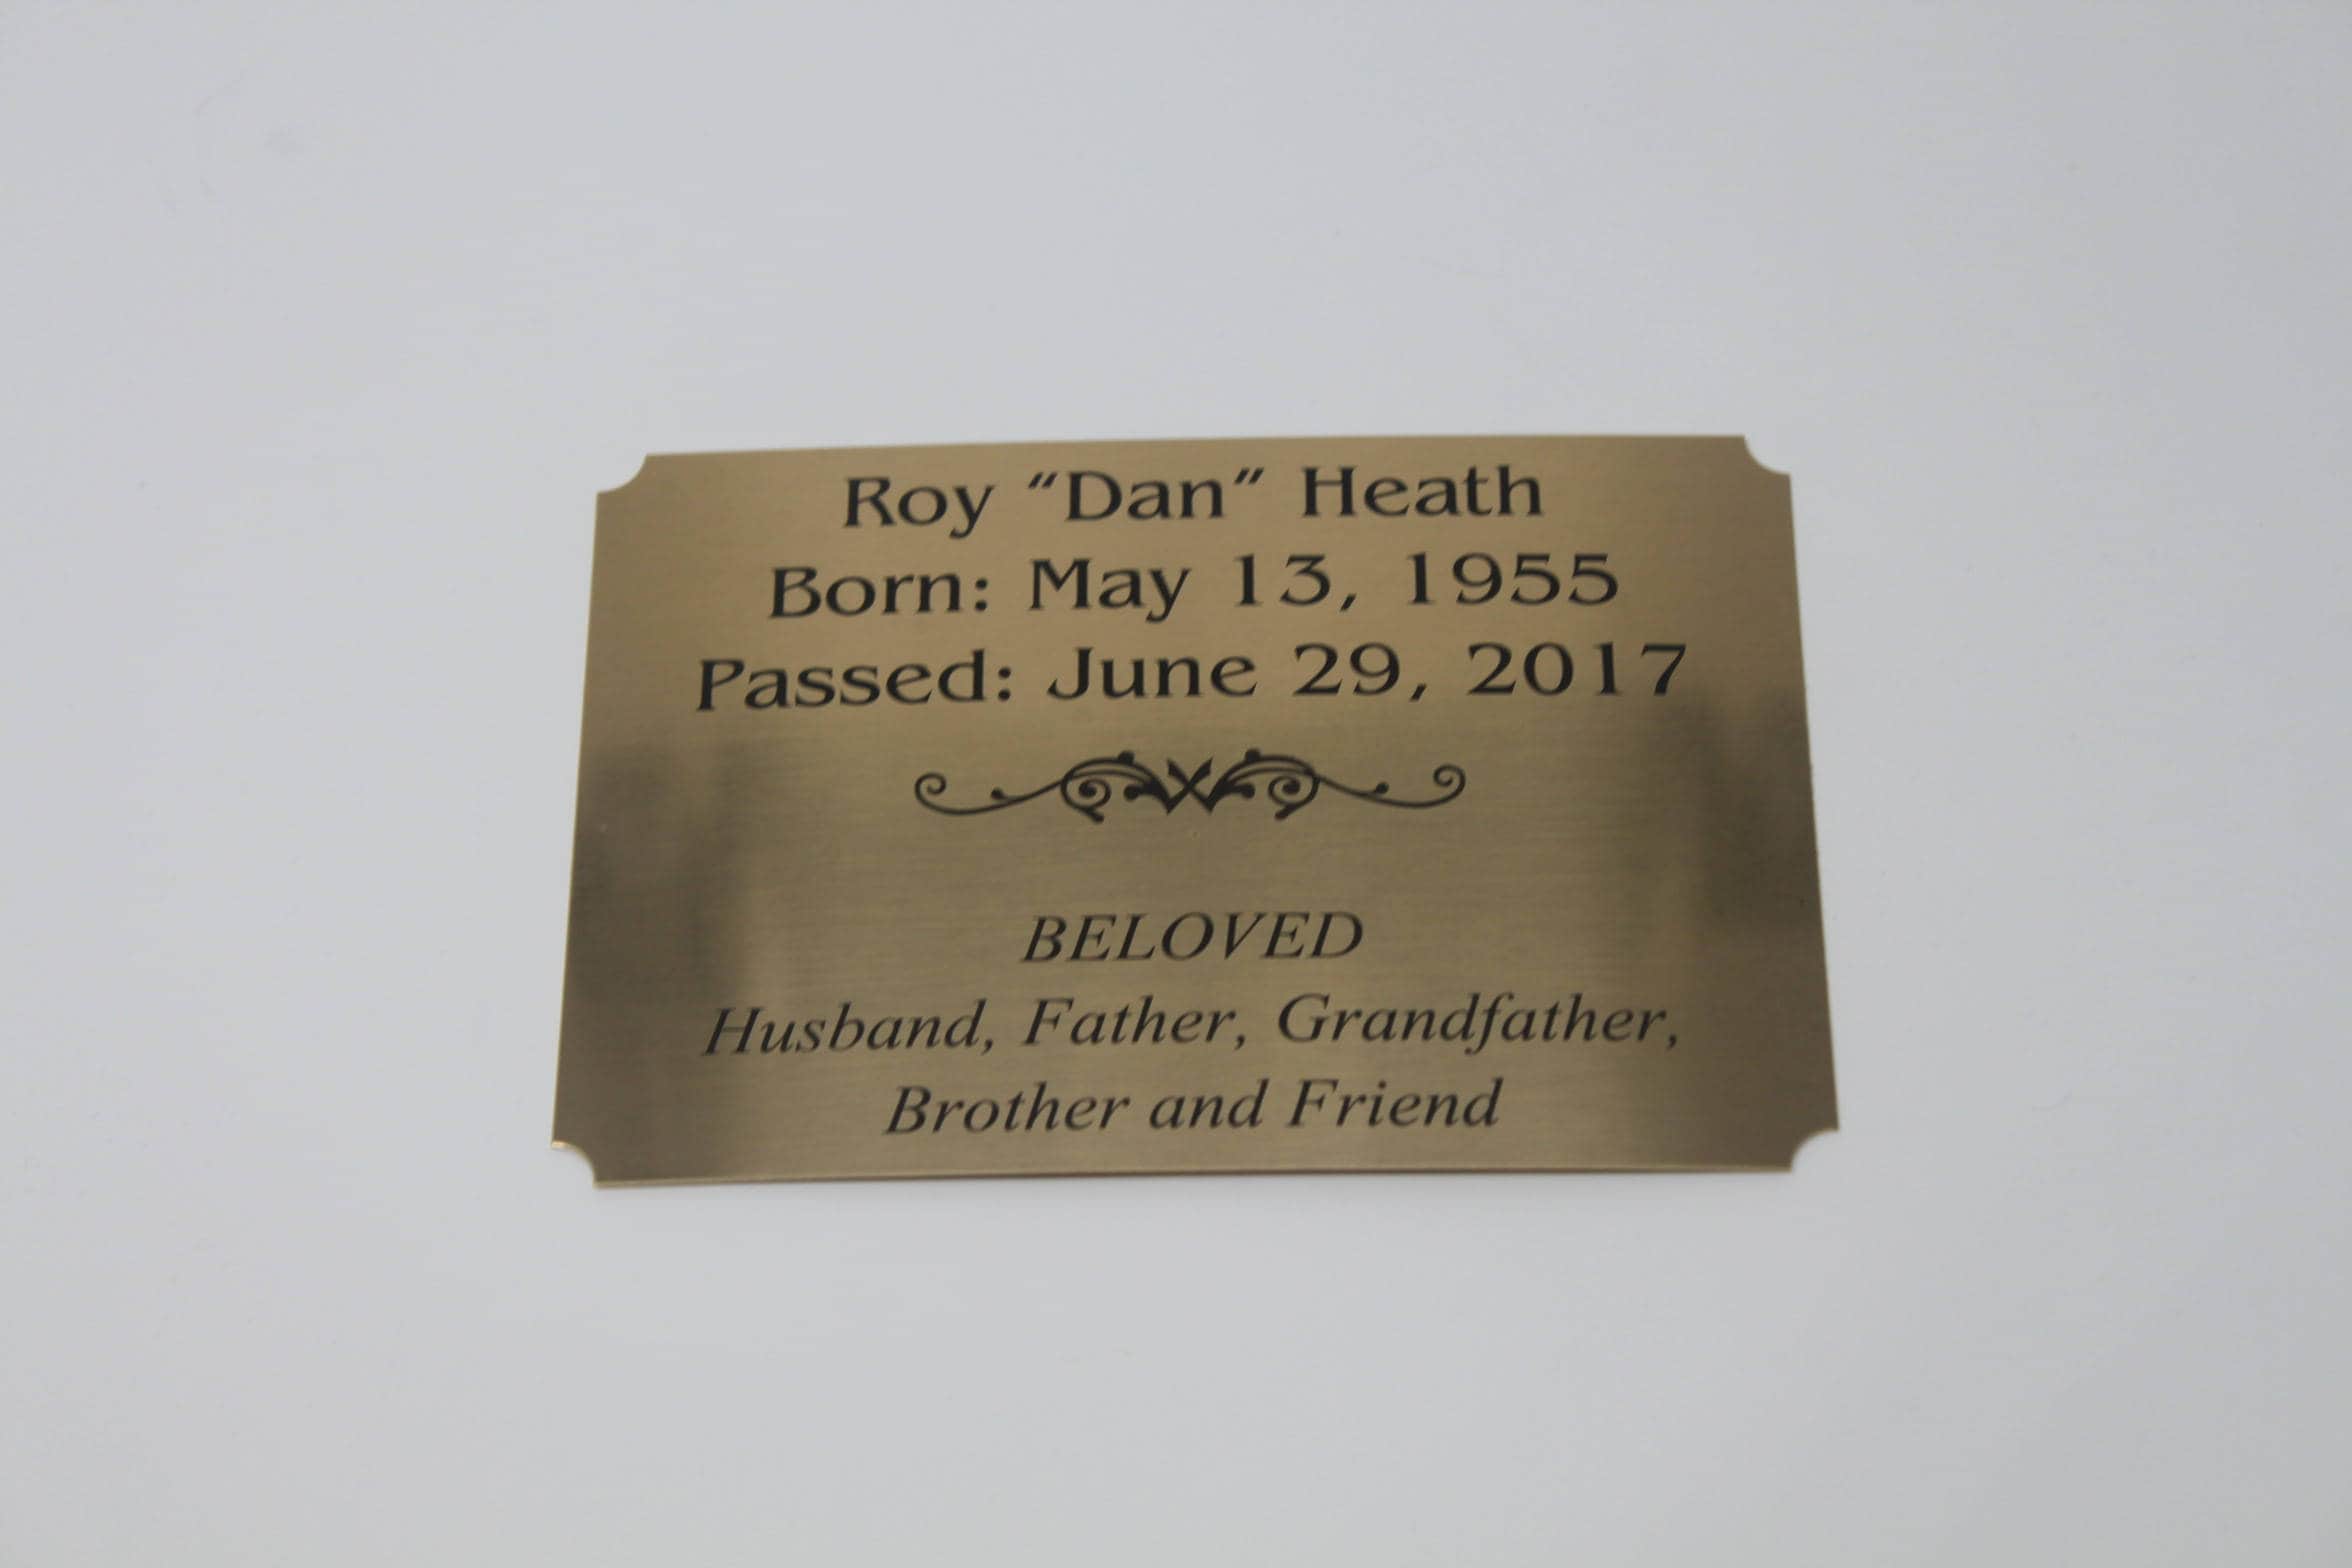 Roy “Dan” Heath
Born: May 13, 1955
Passed: June 29, 2017
BELOVED
Husband, Father, Grandfather,
Brother and Friend